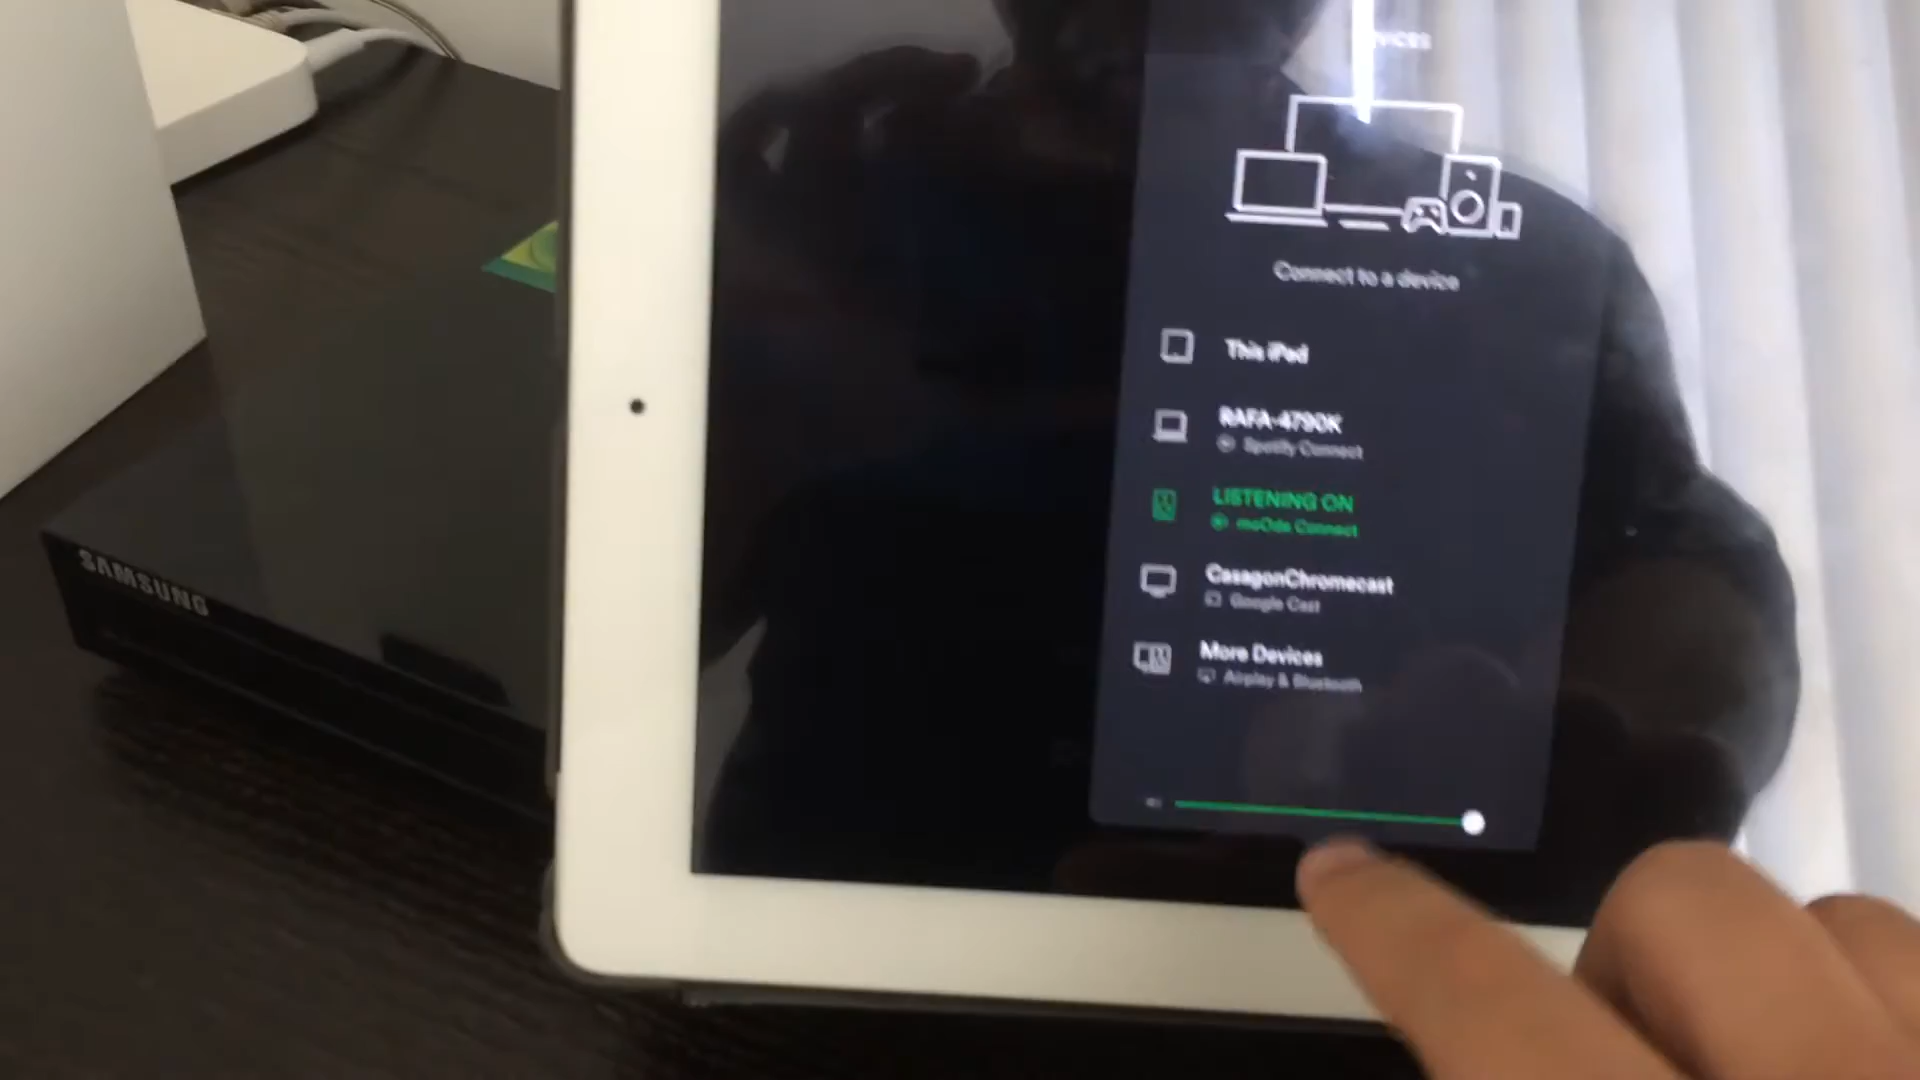 Devices
Connect to a device
This iPad
RAFA-4790K
Spotify Connect
LISTENING ON
moOde Connect
CasagonChromecast
Google Cast
More Devices
Airplay & Bluetooth
SAMSUNG